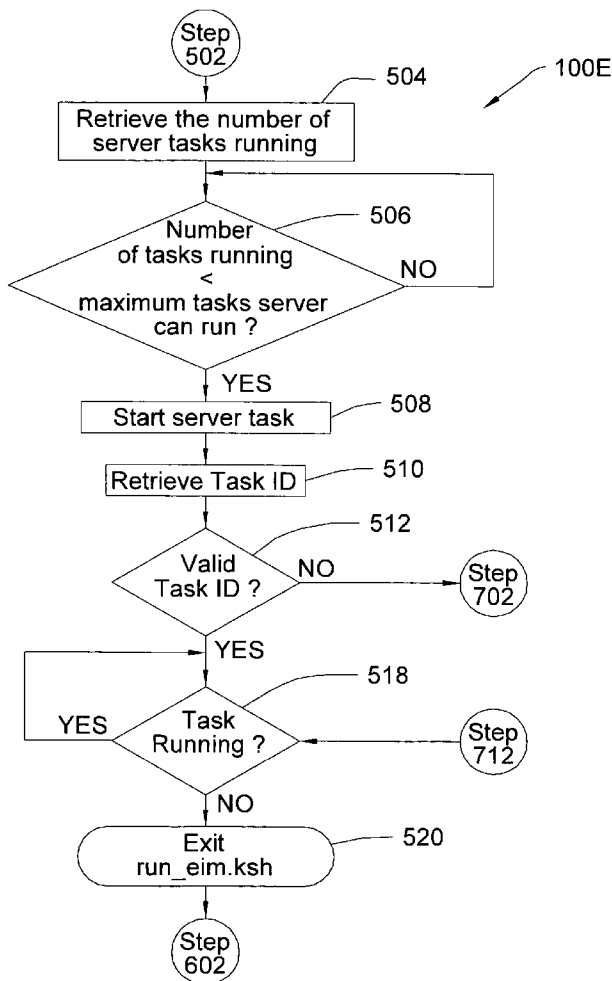 Step
502
504
100E
Retrieve the number of
server tasks running
506
Number
of tasks running
<
maximum tasks server
can run ?
NO
YES
Start server task
508
Retrieve Task ID
510
512
Valid
Task ID ?
NO
Step
702
YES
518
YES
Task
Running ?
Step
712
NO
Exit
run_eim.ksh
520
Step
602